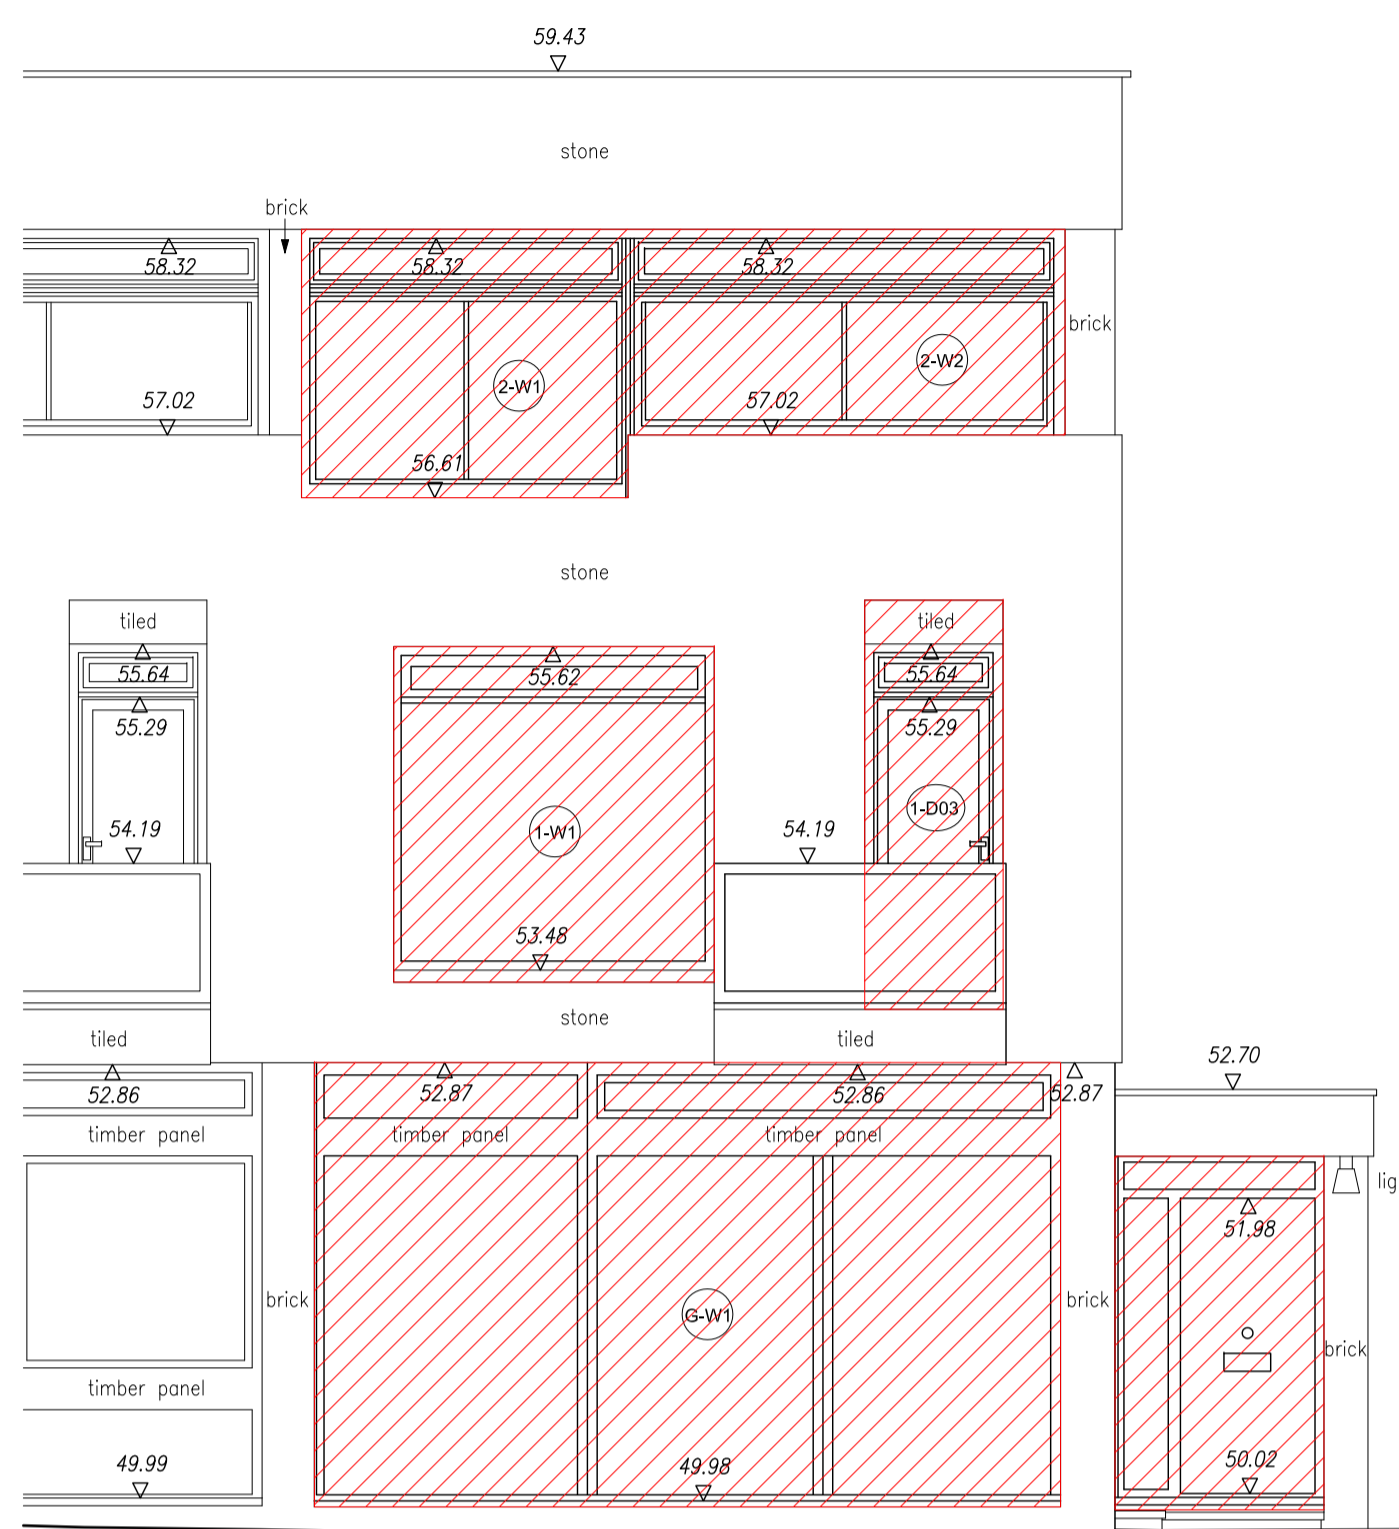 59.43
stone
brick
58.32
58.32
58.32
brick
2-W1
2-W2
57.02
57.02
56.61
stone
tiled
tiled
55.64
55.62
55.64
55.29
55.29
1-D03
54.19
1-W1
54.19
53.48
stone
tiled
tiled
52.70
52.86
52.87
52.86
52.87
timber panel
timber panel
timber panel
lig
51.98
brick
G-W1
brick
brick
timber panel
49.99
49.98
50.02